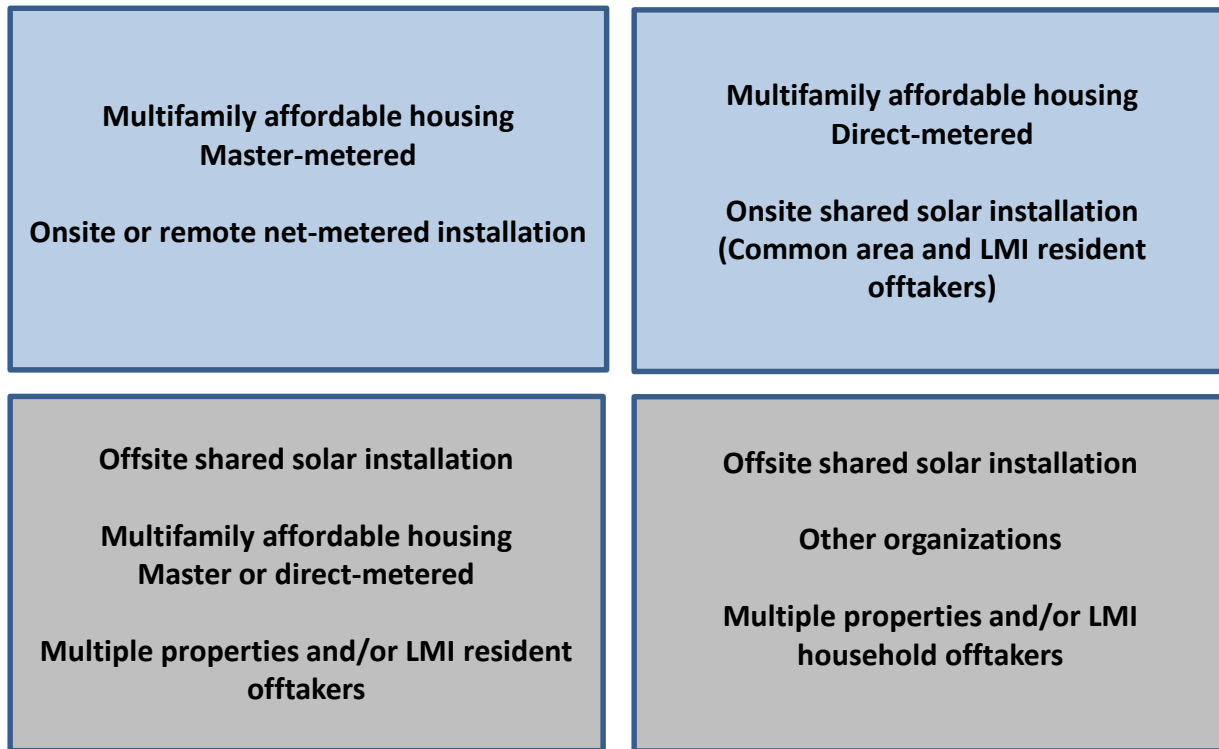 Multifamily affordable housing
Master-metered
Onsite or remote net-metered installation
Multifamily affordable housing
Direct-metered
Onsite shared solar installation
(Common area and LMI resident
offtakers)
Offsite shared solar installation
Multifamily affordable housing
Master or direct-metered
Multiple properties and/or LMI resident
offtakers
Offsite shared solar installation
Other organizations
Multiple properties and/or LMI
household offtakers